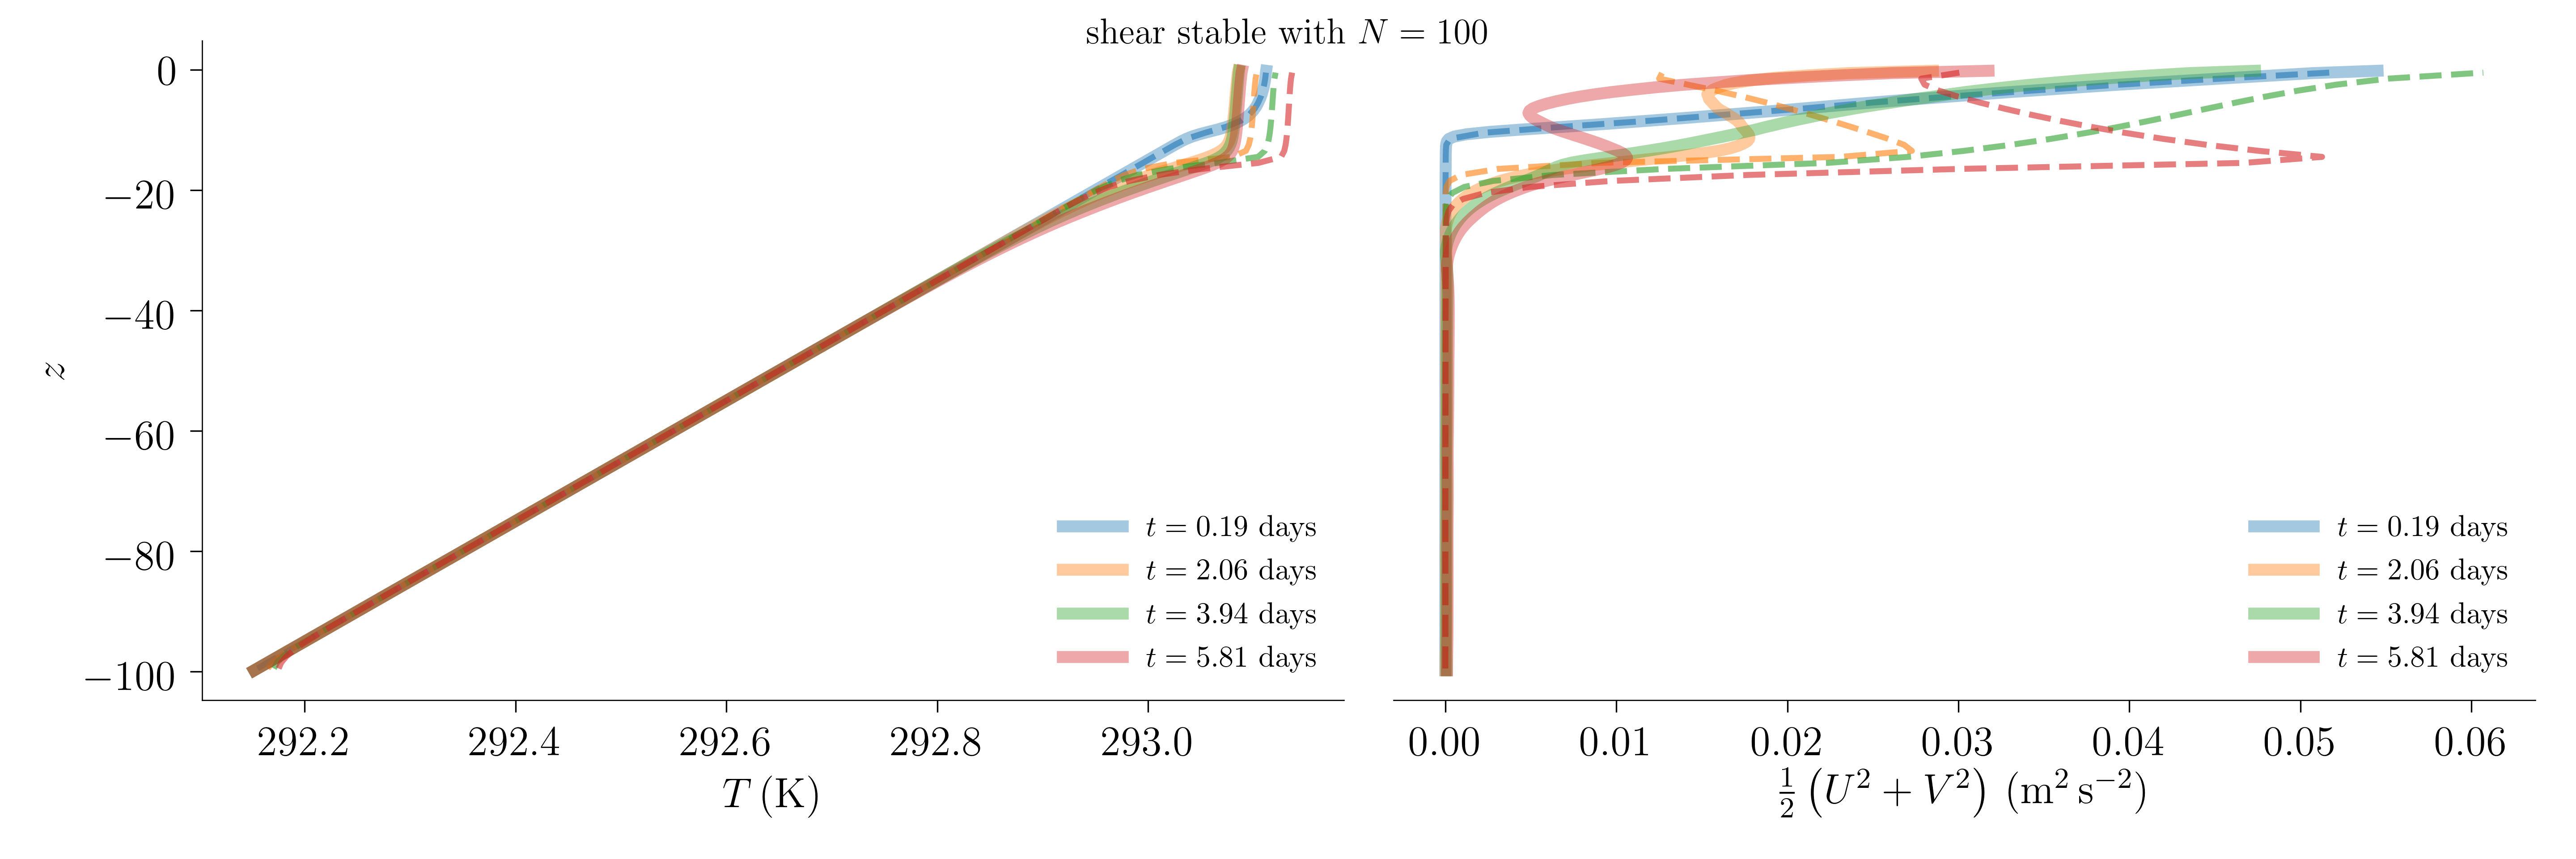 shear stable with N = 100
0
−20
−40
−60
−80
−100
z
t = 0.19 days
t = 2.06 days
t = 3.94 days
t = 5.81 days
292.2 292.4 292.6 292.8 293.0
T (K)
t = 0.19 days
t = 2.06 days
t = 3.94 days
t = 5.81 days
0.00 0.01 0.02 0.03 0.04 0.05 0.06
½ (U² + V²) (m² s⁻²)